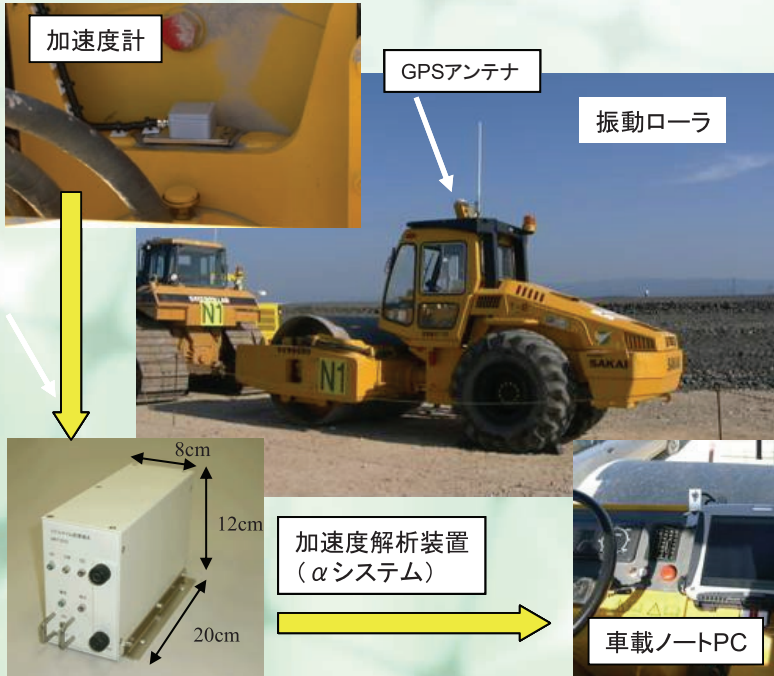 加速度計
GPSアンテナ
振動ローラ
CATERPILLAR
N1
N1
SAKAI
SAKAI
8cm
12cm
20cm
加速度解析装置
(αシステム)
車載ノートPC